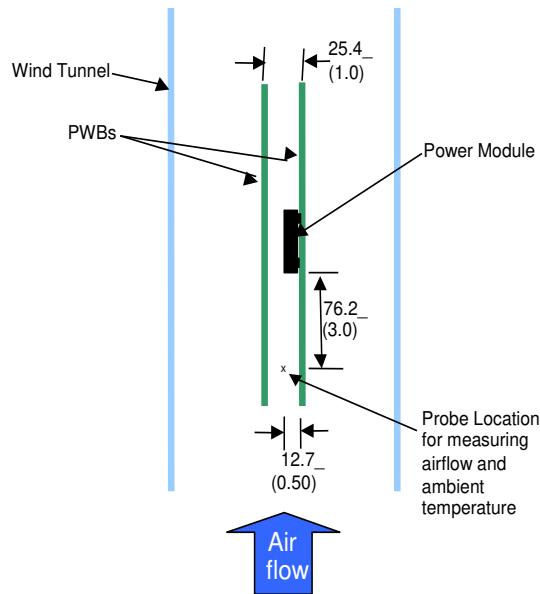 25.4_
(1.0)
Wind Tunnel
PWBs
Power Module
76.2_
(3.0)
x
Probe Location
for measuring
airflow and
ambient
temperature
12.7_
(0.50)
Air
flow